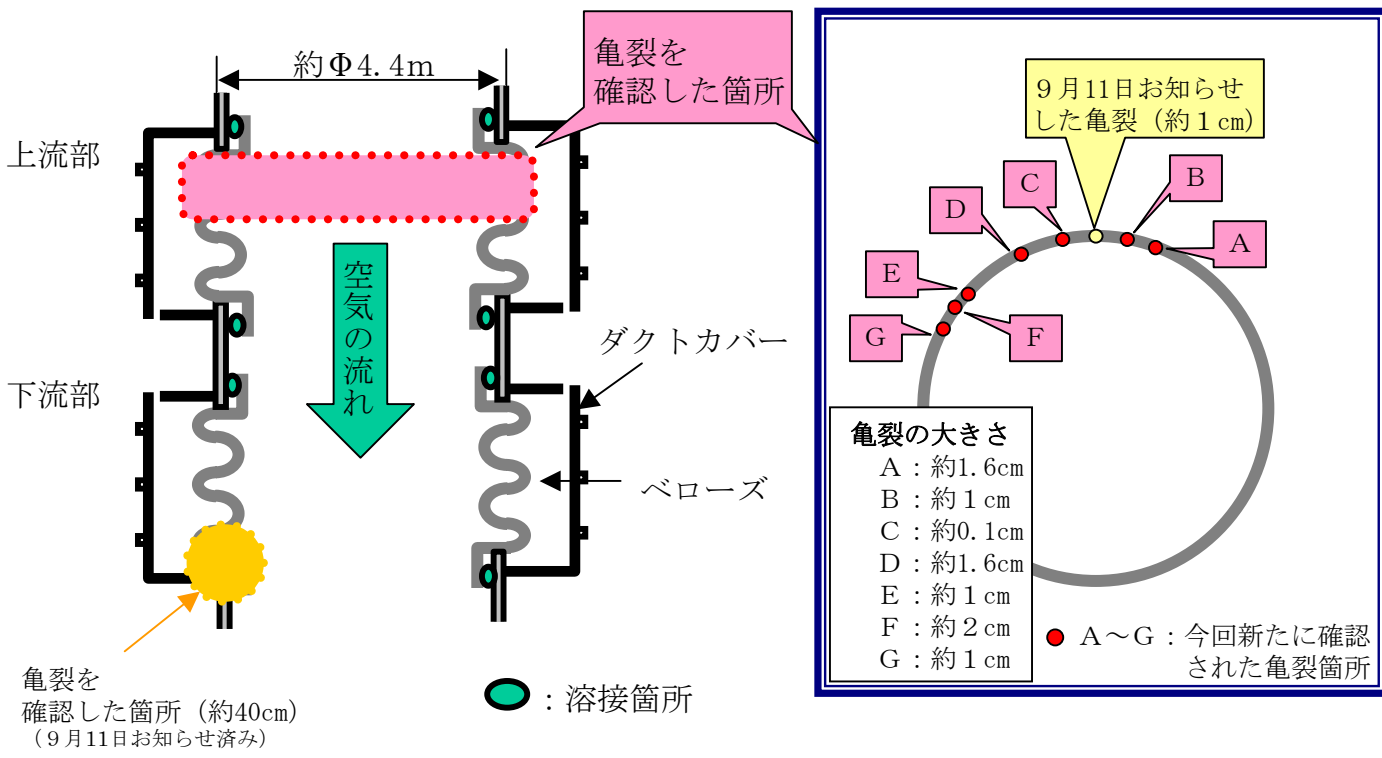 約Φ4.4m
亀裂を
確認した箇所
上流部
空気の流れ
ダクトカバー
下流部
ベローズ
亀裂を
確認した箇所（約40cm）
（９月11日お知らせ済み）
：溶接箇所
９月11日お知らせ
した亀裂（約１cm）
B
C
D
A
E
F
G
亀裂の大きさ
A：約1.6cm
B：約１cm
C：約0.1cm
D：約1.6cm
E：約１cm
F：約２cm
G：約１cm
A～G：今回新たに確認
された亀裂箇所